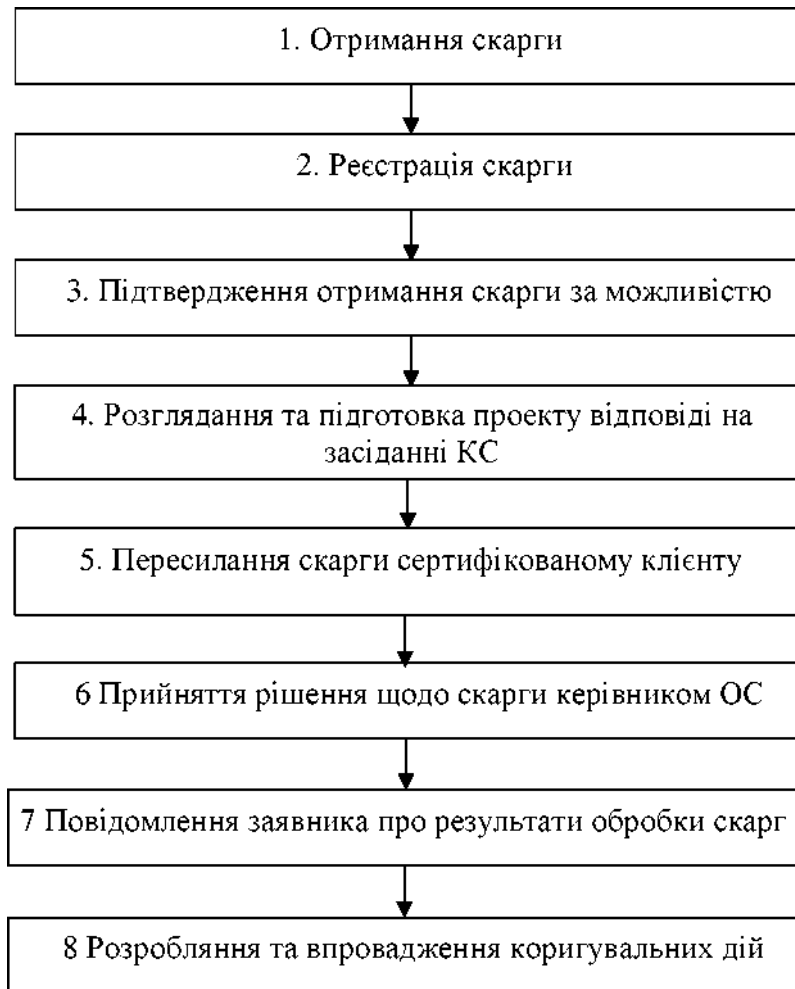 1. Отримання скарги
2. Реєстрація скарги
3. Підтвердження отримання скарги за можливістю
4. Розглядання та підготовка проекту відповіді на
засіданні КС
5. Пересилання скарги сертифікованому клієнту
6 Прийняття рішення щодо скарги керівником ОС
7 Повідомлення заявника про результати обробки скарг
8 Розробляння та впровадження коригувальних дій